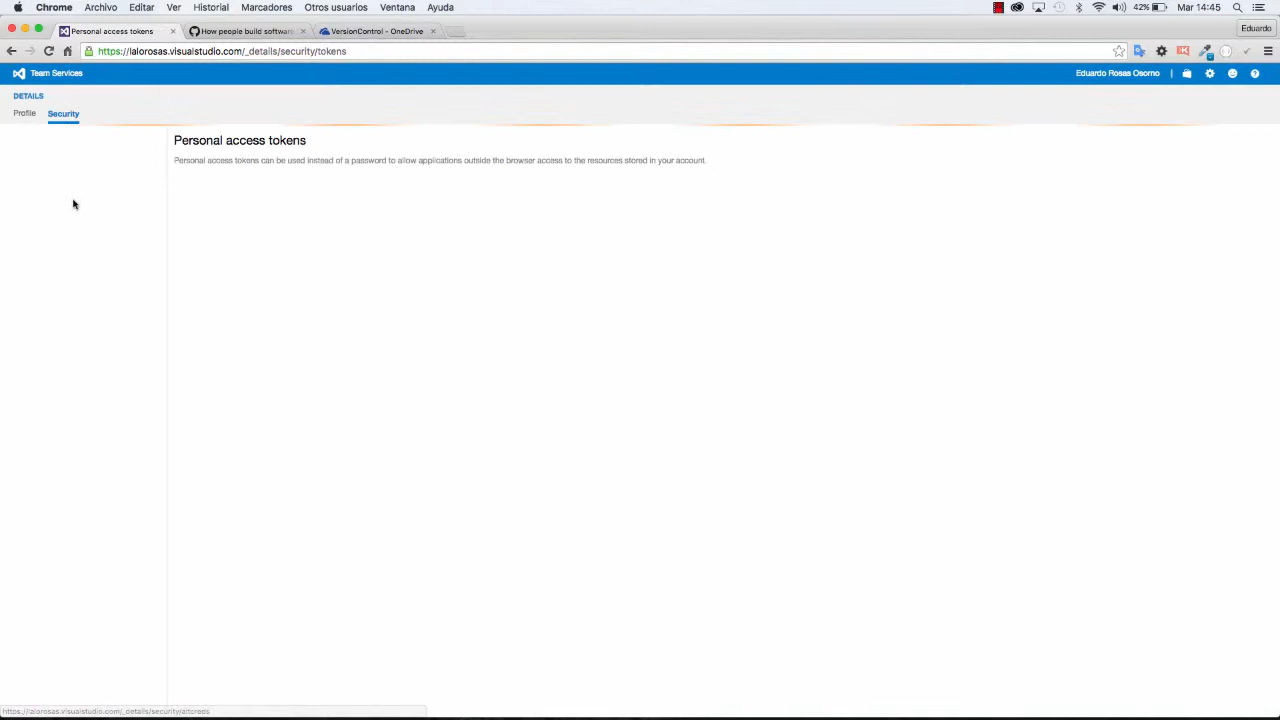 Chrome Archivo Editar Ver Historial Marcadores Otros usuarios Ventana Ayuda 42% Mar 14:45
Personal access tokens How people build software VersionControl - OneDrive Eduardo
https://lalorosas.visualstudio.com/_details/security/tokens
Team Services Eduardo Rosas Osorno
DETAILS
Profile Security
Personal access tokens
Personal access tokens can be used instead of a password to allow applications outside the browser access to the resources stored in your account.
https://lalorosas.visualstudio.com/_details/security/altcreds